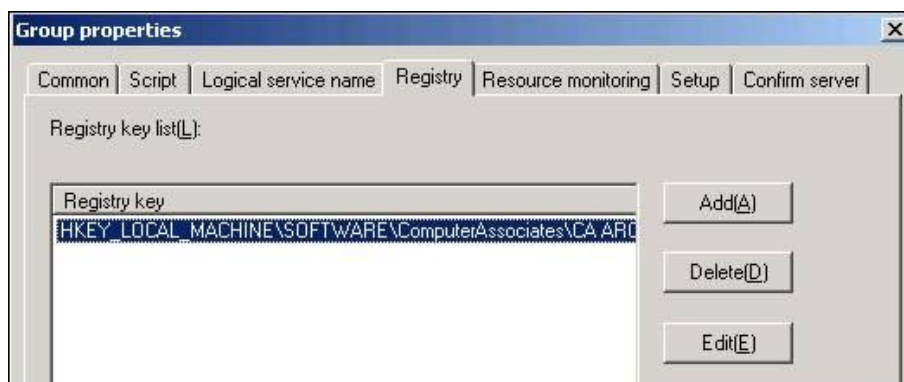 Group properties
Common Script Logical service name Registry Resource monitoring Setup Confirm server
Registry key list(L):
Registry key
Add(A)
HKEY_LOCAL_MACHINE\SOFTWARE\ComputerAssociates\CA ARC
Delete(D)
Edit(E)